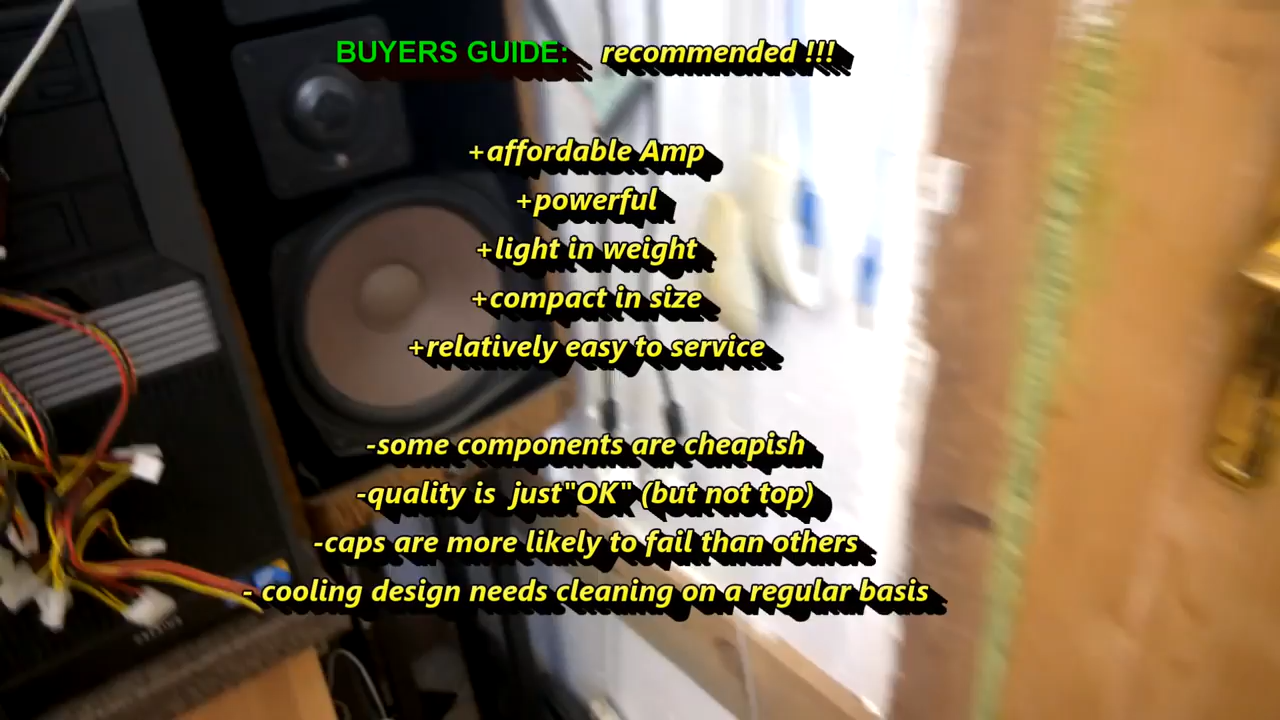 BUYERS GUIDE: recommended !!!
+affordable Amp
+powerful
+light in weight
+compact in size
+relatively easy to service
-some components are cheapish
-quality is just"OK" (but not top)
-caps are more likely to fail than others
- cooling design needs cleaning on a regular basis